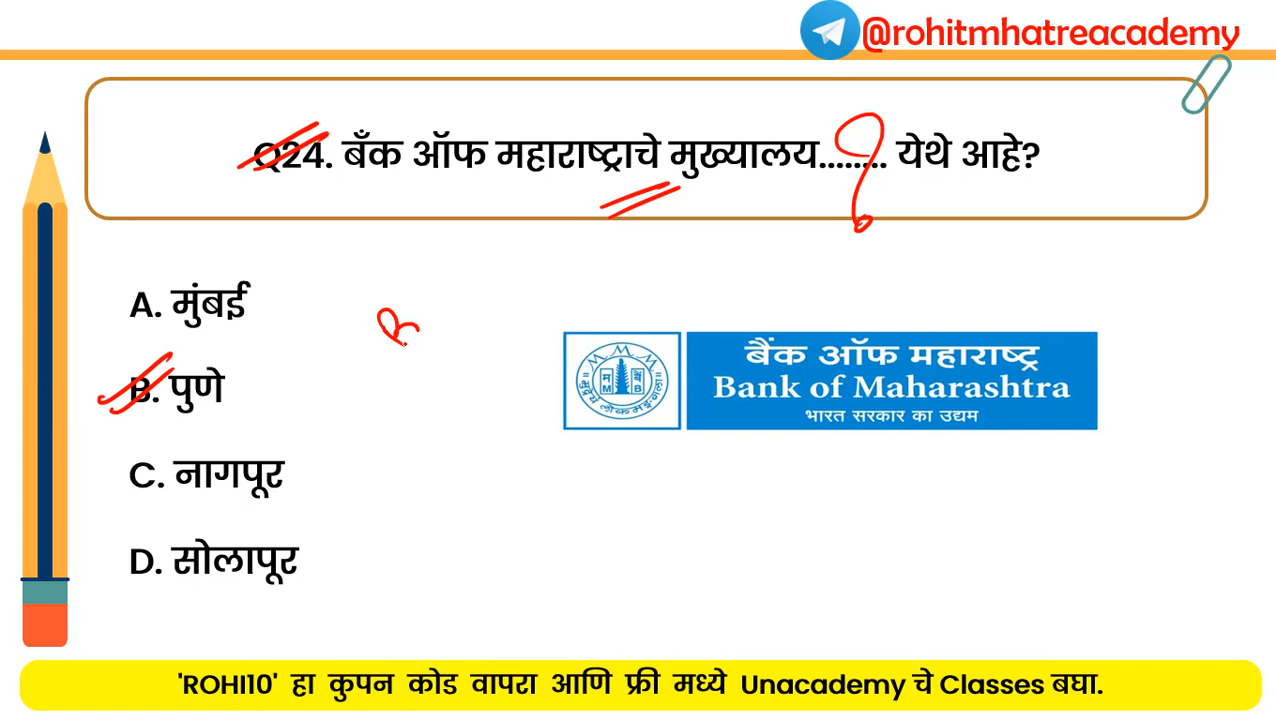 @rohitmhatreacademy
Q24. बँक ऑफ महाराष्ट्राचे मुख्यालय........ येथे आहे?
A. मुंबई
B. पुणे
C. नागपूर
D. सोलापूर
बैंक ऑफ महाराष्ट्र
Bank of Maharashtra
भारत सरकार का उद्यम
'ROHI10' हा कुपन कोड वापरा आणि फ्री मध्ये Unacademy चे Classes बघा.